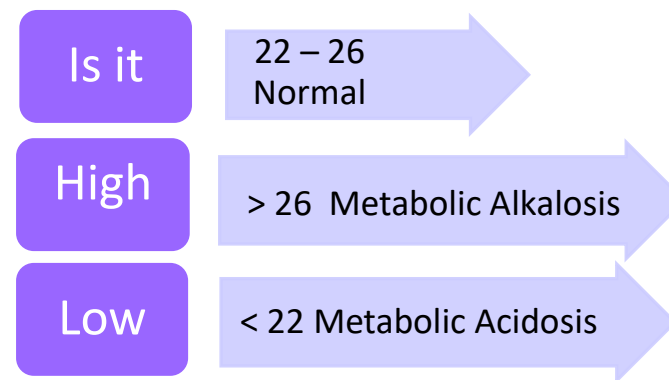 Is it
22 – 26
Normal
High
> 26  Metabolic Alkalosis
Low
< 22 Metabolic Acidosis